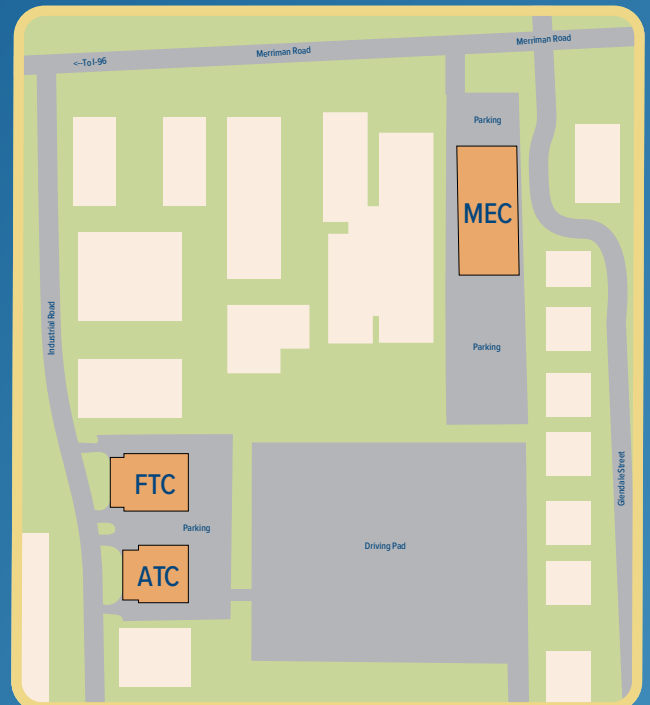 Merriman Road
Merriman Road
<--To I-96
Parking
MEC
Industrial Road
Parking
Glendale Street
FTC
Parking
Driving Pad
ATC